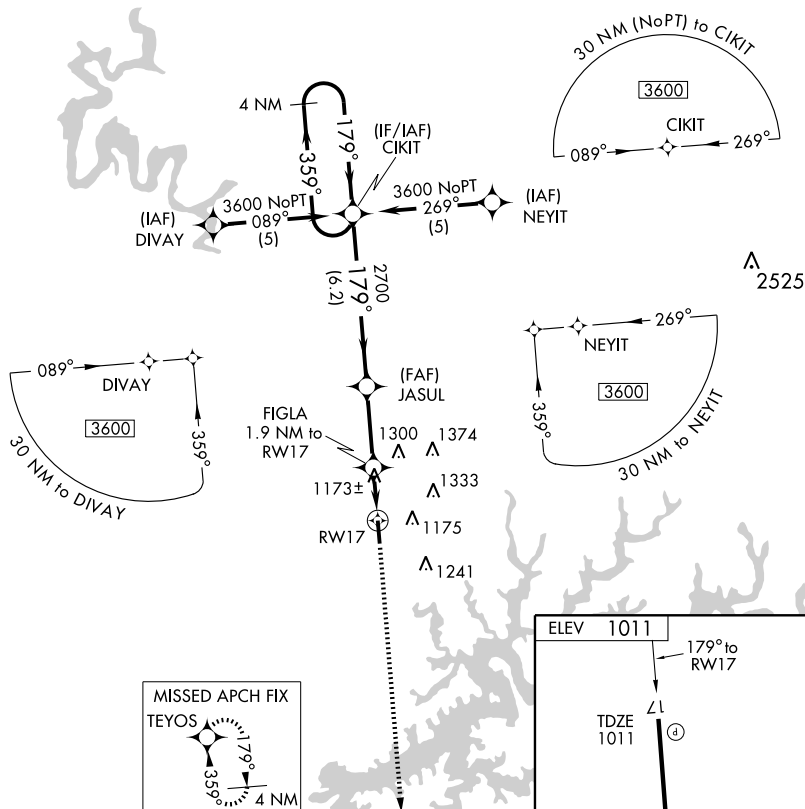 30 NM (NoPT) to CIKIT
3600
CIKIT
089°
269°
4 NM
179°
359°
(IF/IAF)
CIKIT
3600 NoPT
089°
(5)
(IAF)
DIVAY
3600 NoPT
269°
(5)
(IAF)
NEYIT
2700
179°
(6.2)
2525
089°
DIVAY
3600
359°
30 NM to DIVAY
269°
NEYIT
3600
359°
30 NM to NEYIT
(FAF)
JASUL
FIGLA
1.9 NM to
RW17
1300
1374
1173±
1333
RW17
1175
1241
MISSED APCH FIX
TEYOS
179°
359°
4 NM
ELEV 1011
179° to
RW17
17
TDZE
1011
P